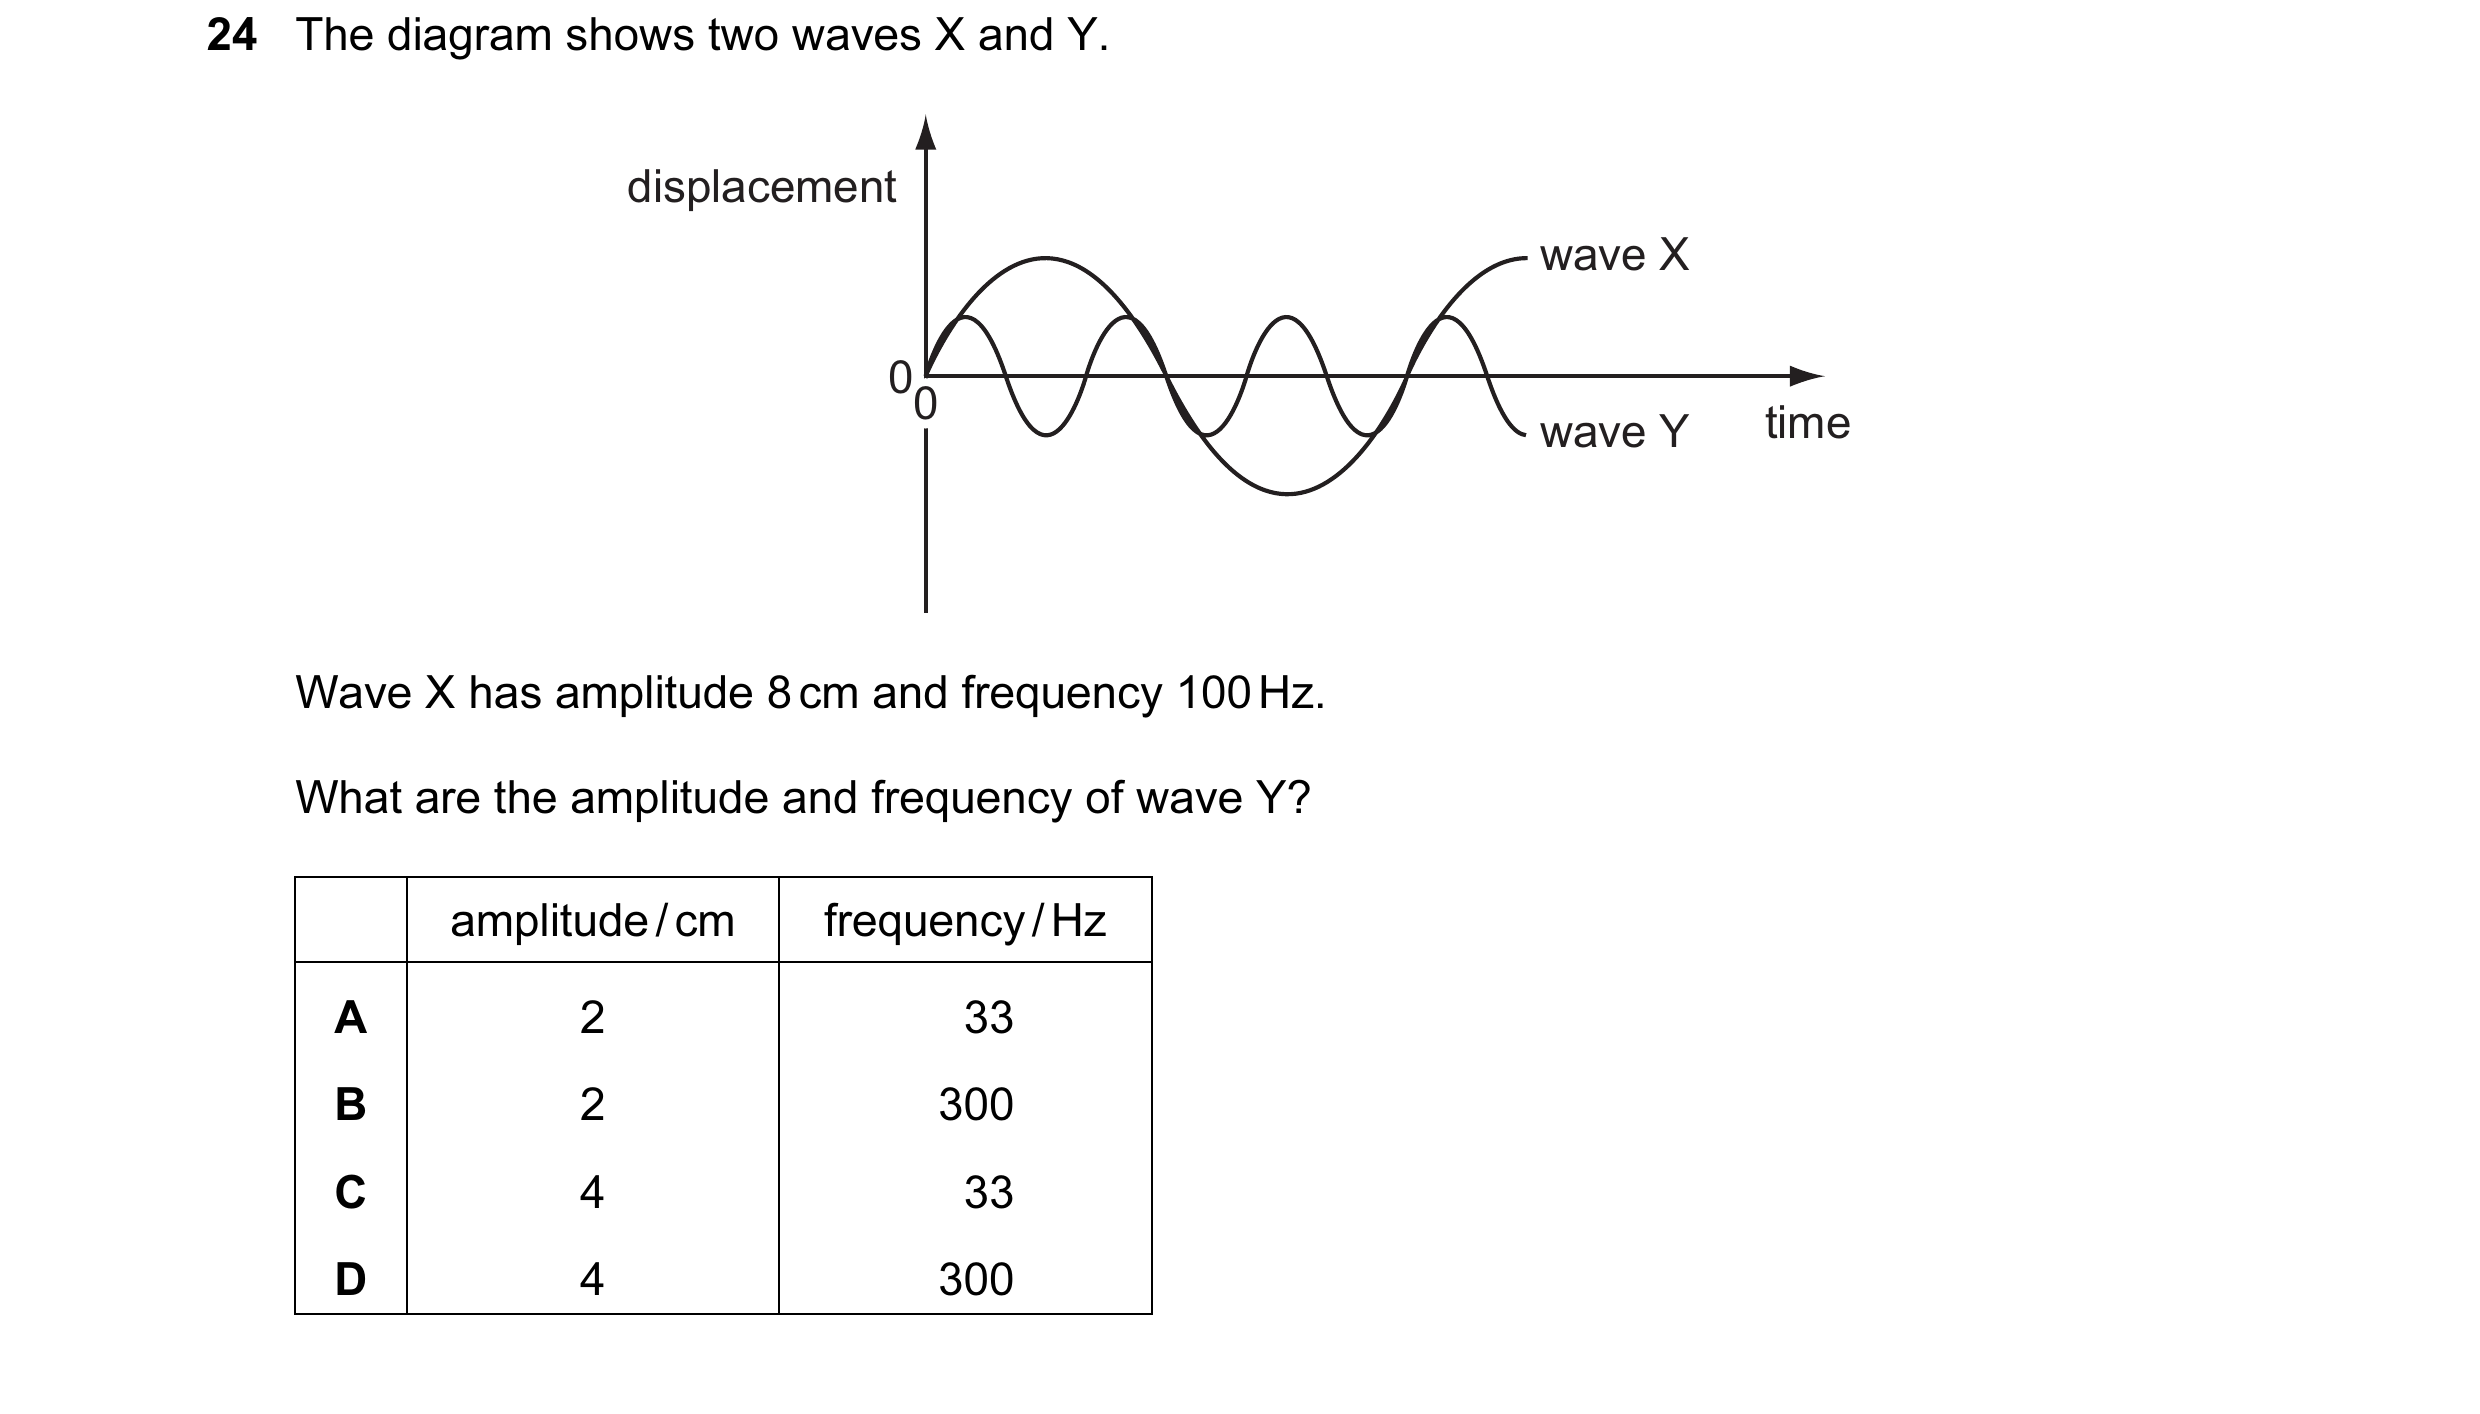 24 The diagram shows two waves X and Y.
displacement
wave X
0
0
wave Y
time
Wave X has amplitude 8 cm and frequency 100 Hz.
What are the amplitude and frequency of wave Y?
amplitude / cm frequency / Hz
A 2 33
B 2 300
C 4 33
D 4 300